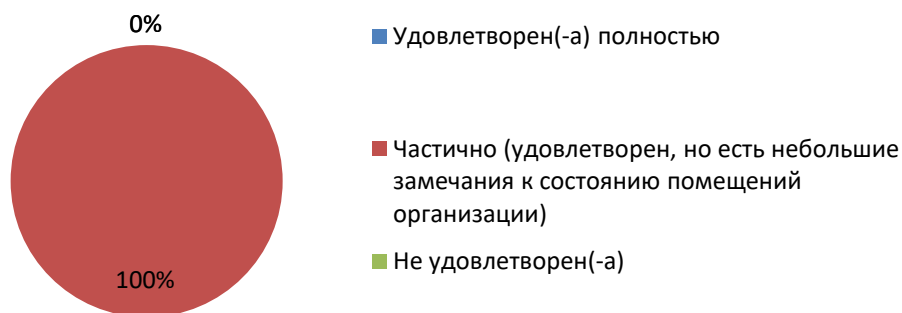 0%
Удовлетворен(-а) полностью
Частично (удовлетворен, но есть небольшие
замечания к состоянию помещений
организации)
Не удовлетворен(-а)
100%